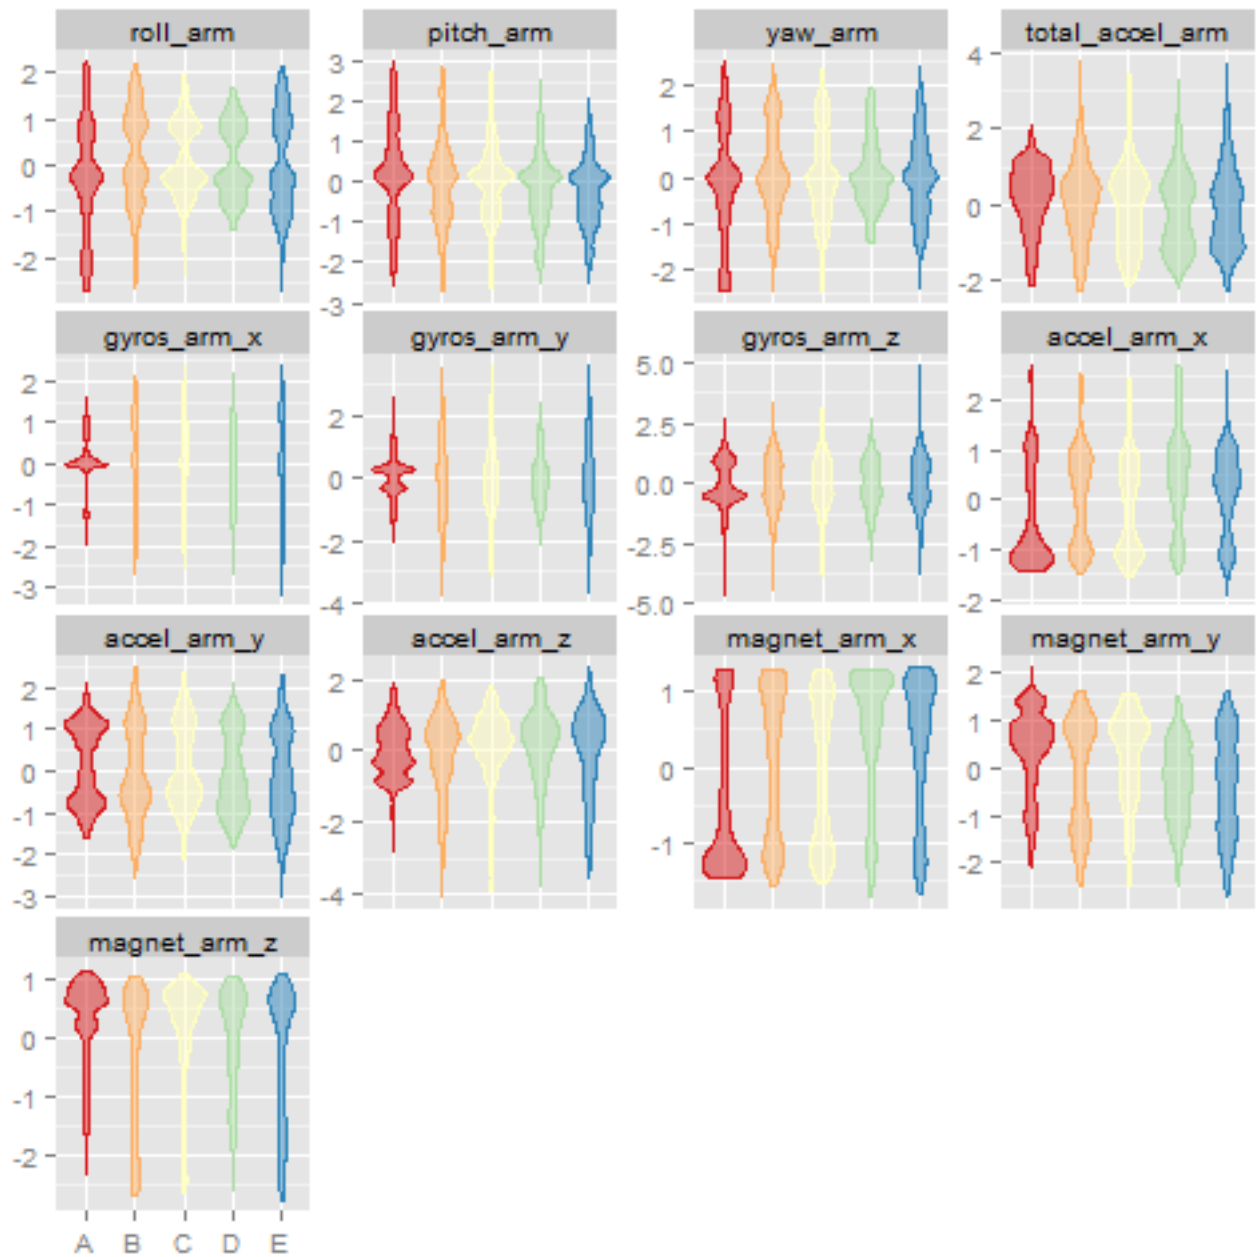 roll_arm pitch_arm yaw_arm total_accel_arm
2 1 0 -1 -2
3 2 1 0 -1 -2 -3
2 1 0 -1 -2
4 2 0 -2
gyros_arm_x gyros_arm_y gyros_arm_z accel_arm_x
2 1 0 -1 -2 -3
2 0 -2 -4
5.0 2.5 0.0 -2.5 -5.0
2 1 0 -1 -2
accel_arm_y accel_arm_z magnet_arm_x magnet_arm_y
2 1 0 -1 -2 -3
2 0 -2 -4
1 0 -1
2 1 0 -1 -2
magnet_arm_z
1 0 -1 -2
A B C D E